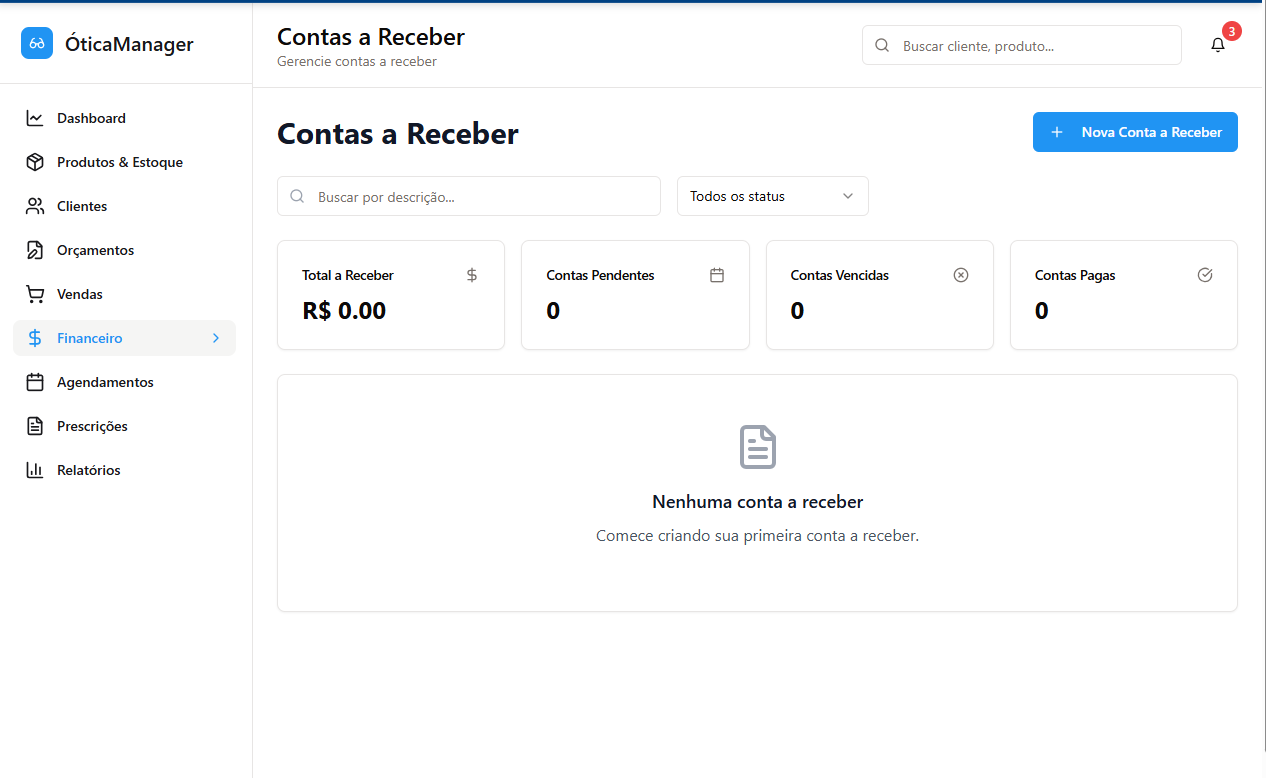 ÓticaManager
Dashboard
Produtos & Estoque
Clientes
Orçamentos
Vendas
Financeiro
Agendamentos
Prescrições
Relatórios
Contas a Receber
Gerencie contas a receber
Buscar cliente, produto...
3
Contas a Receber
Nova Conta a Receber
Buscar por descrição...
Todos os status
Total a Receber
R$ 0.00
Contas Pendentes
0
Contas Vencidas
0
Contas Pagas
0
Nenhuma conta a receber
Comece criando sua primeira conta a receber.